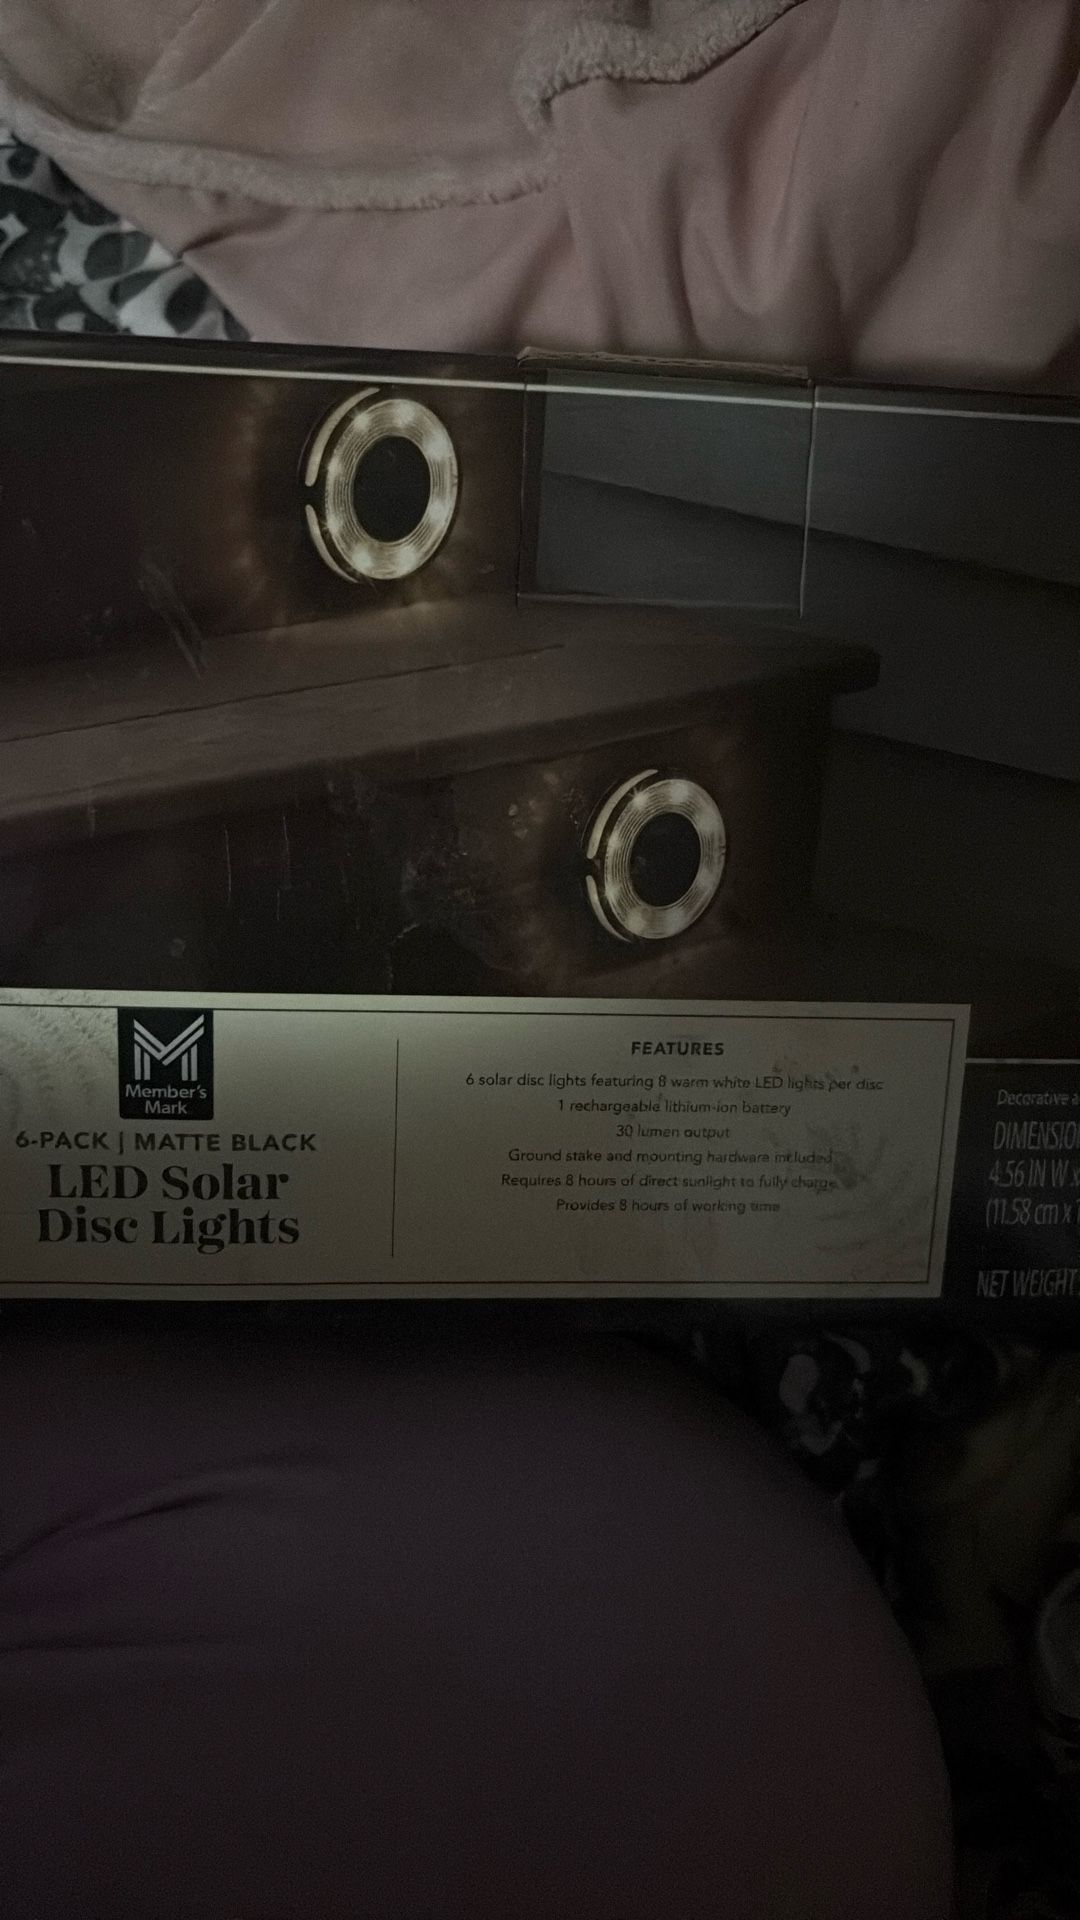 Member's
Mark
6-PACK | MATTE BLACK
LED Solar
Disc Lights
FEATURES
6 solar disc lights featuring 8 warm white LED lights per disc
1 rechargeable lithium-ion battery
30 lumen output
Ground stake and mounting hardware included
Requires 8 hours of direct sunlight to fully charge
Provides 8 hours of working time
Decorative
DIMENSIO
4.56 IN W x
(11.58 cm x
NET WEIGHT